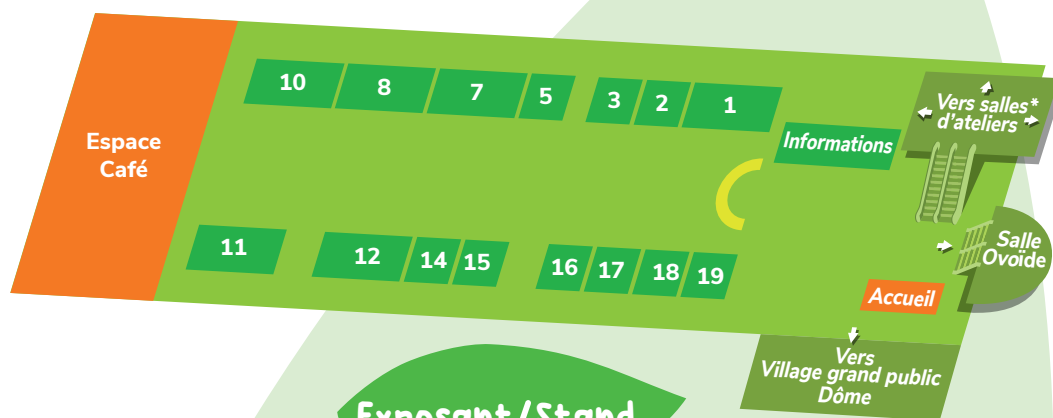 10
8
7
5
3
2
1
Vers salles*
d'ateliers
Informations
Espace
Café
11
12
14
15
16
17
18
19
Salle
Ovoïde
Accueil
Vers
Village grand public
Dôme
Exposant/Stand